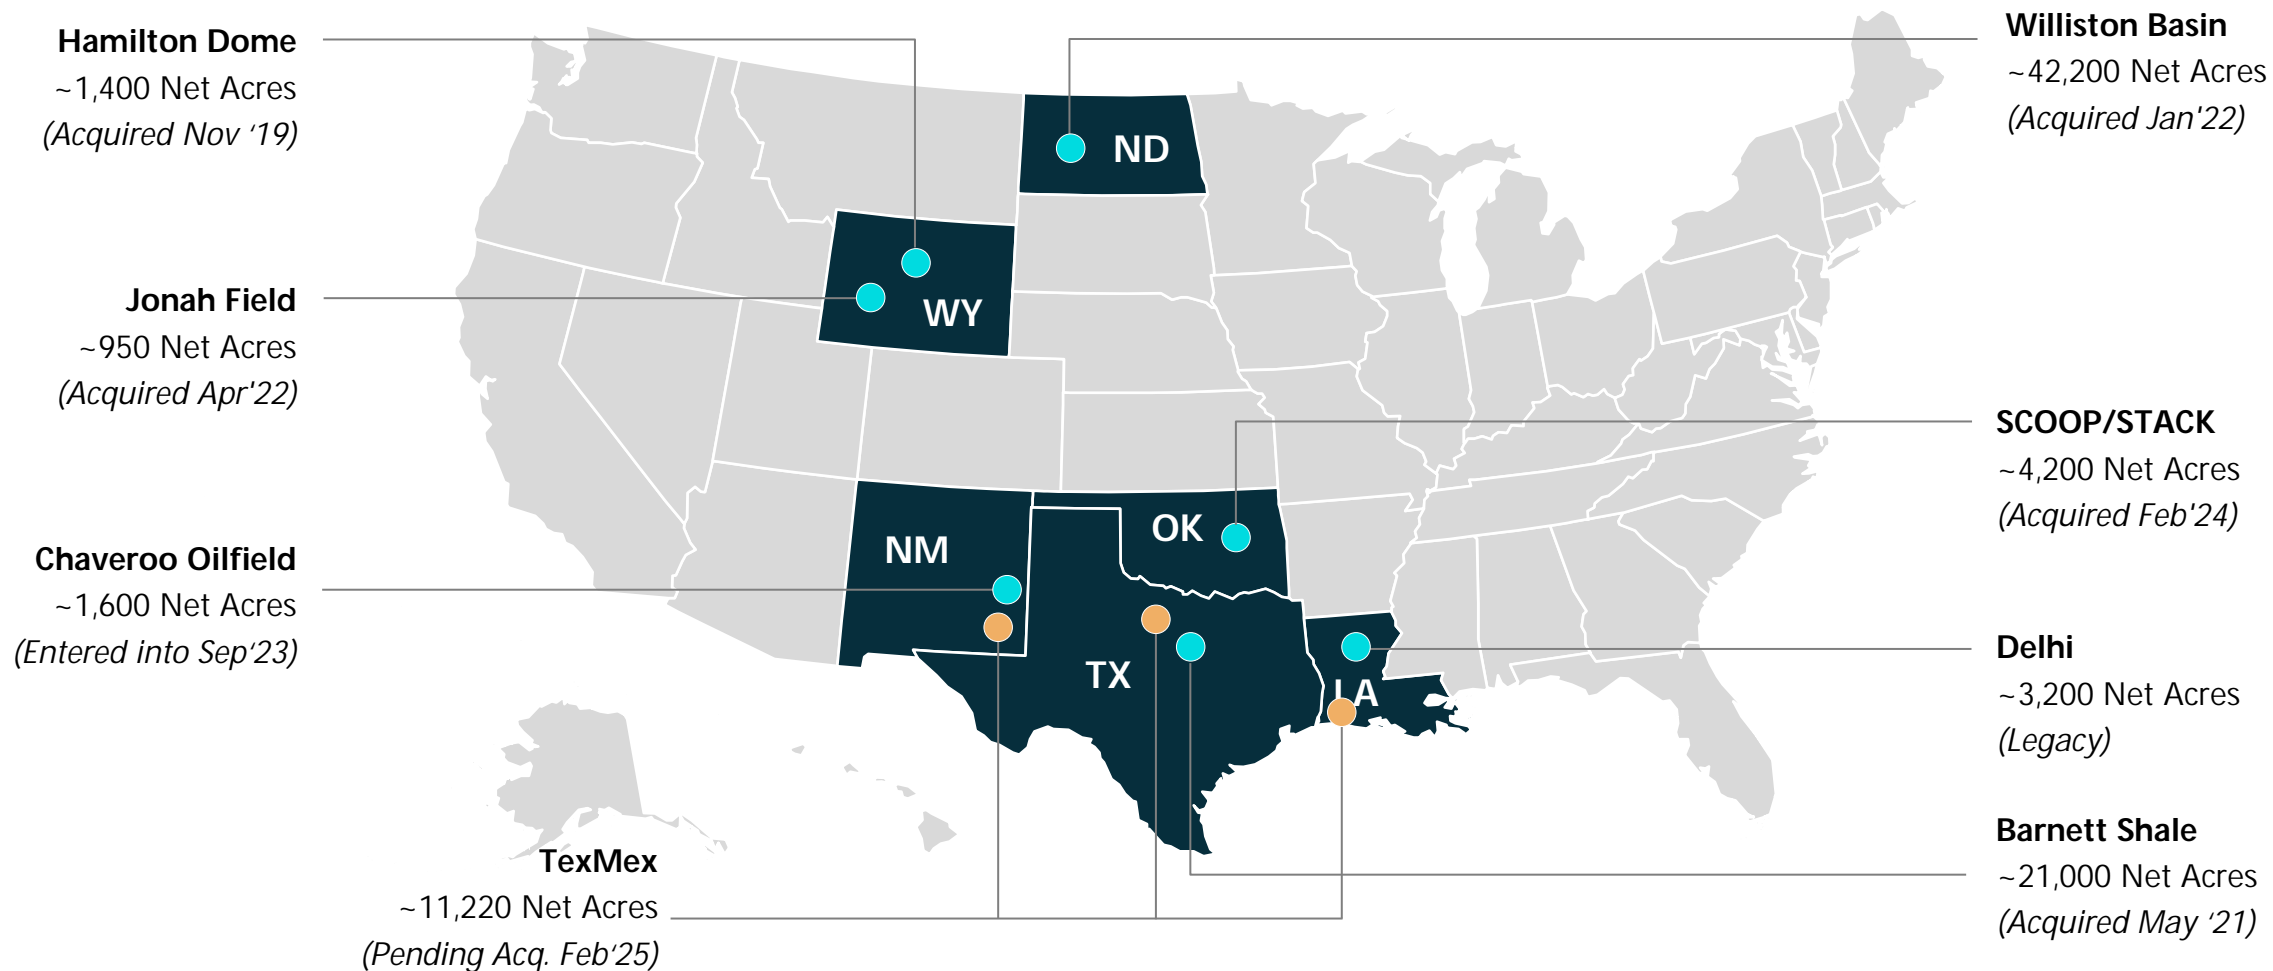 Hamilton Dome
~1,400 Net Acres
(Acquired Nov ‘19)
Williston Basin
~42,200 Net Acres
(Acquired Jan'22)
ND
WY
Jonah Field
~950 Net Acres
(Acquired Apr'22)
SCOOP/STACK
~4,200 Net Acres
(Acquired Feb'24)
OK
NM
Chaveroo Oilfield
~1,600 Net Acres
(Entered into Sep‘23)
TX
LA
Delhi
~3,200 Net Acres
(Legacy)
Barnett Shale
~21,000 Net Acres
(Acquired May ‘21)
TexMex
~11,220 Net Acres
(Pending Acq. Feb‘25)